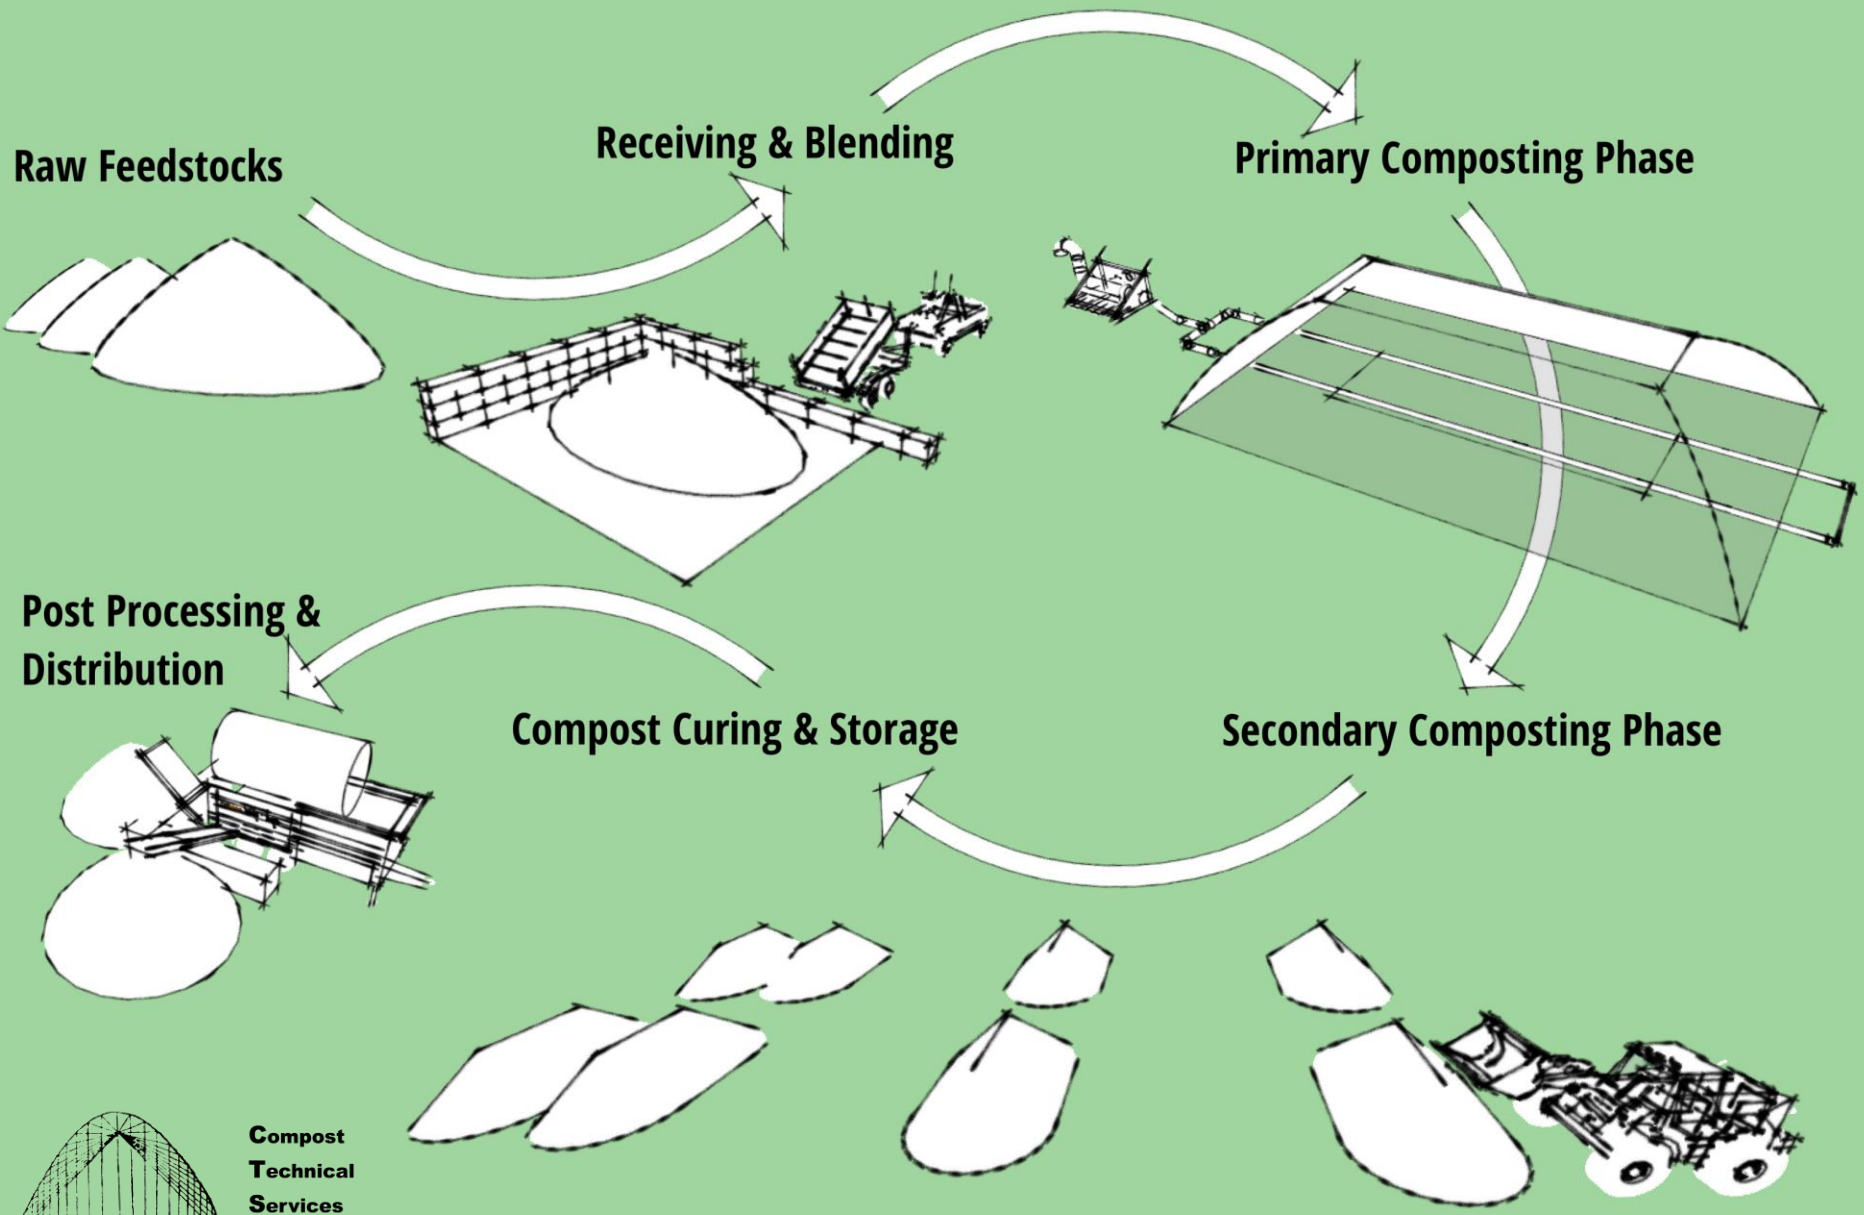 Raw Feedstocks
Receiving & Blending
Primary Composting Phase
Post Processing &
Distribution
Compost Curing & Storage
Secondary Composting Phase
Compost
Technical
Services